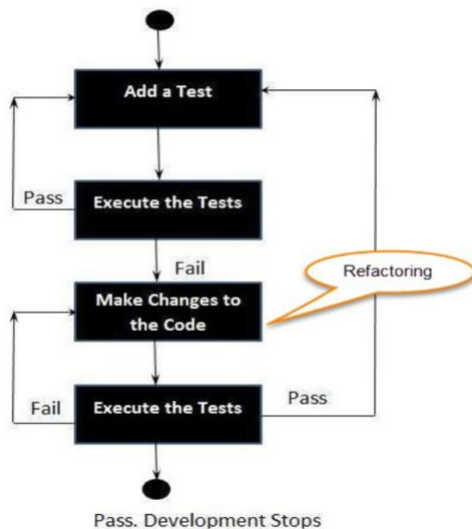 Add a Test
Pass
Execute the Tests
Fail
Refactoring
Make Changes to
the Code
Fail
Execute the Tests
Pass
Pass. Development Stops